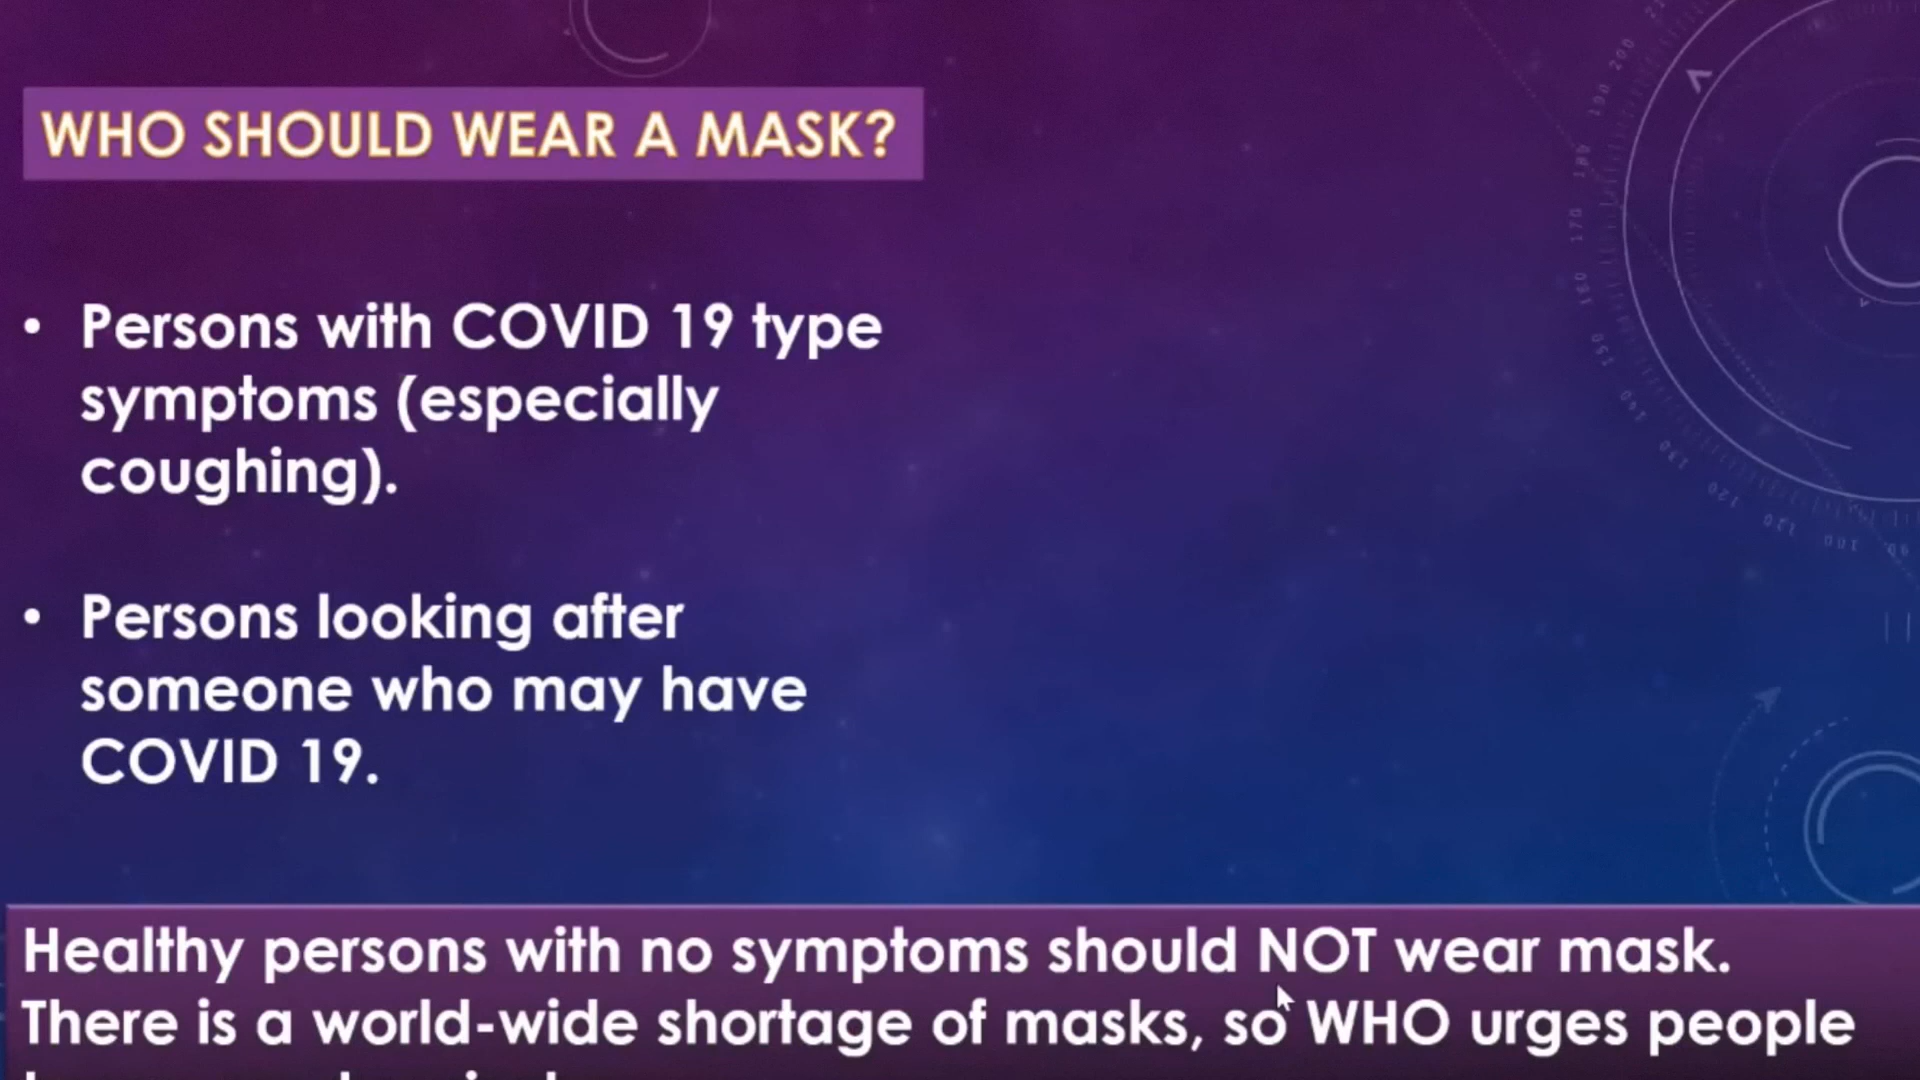 WHO SHOULD WEAR A MASK?
• Persons with COVID 19 type
symptoms (especially
coughing).
• Persons looking after
someone who may have
COVID 19.
Healthy persons with no symptoms should NOT wear mask.
There is a world-wide shortage of masks, so WHO urges people